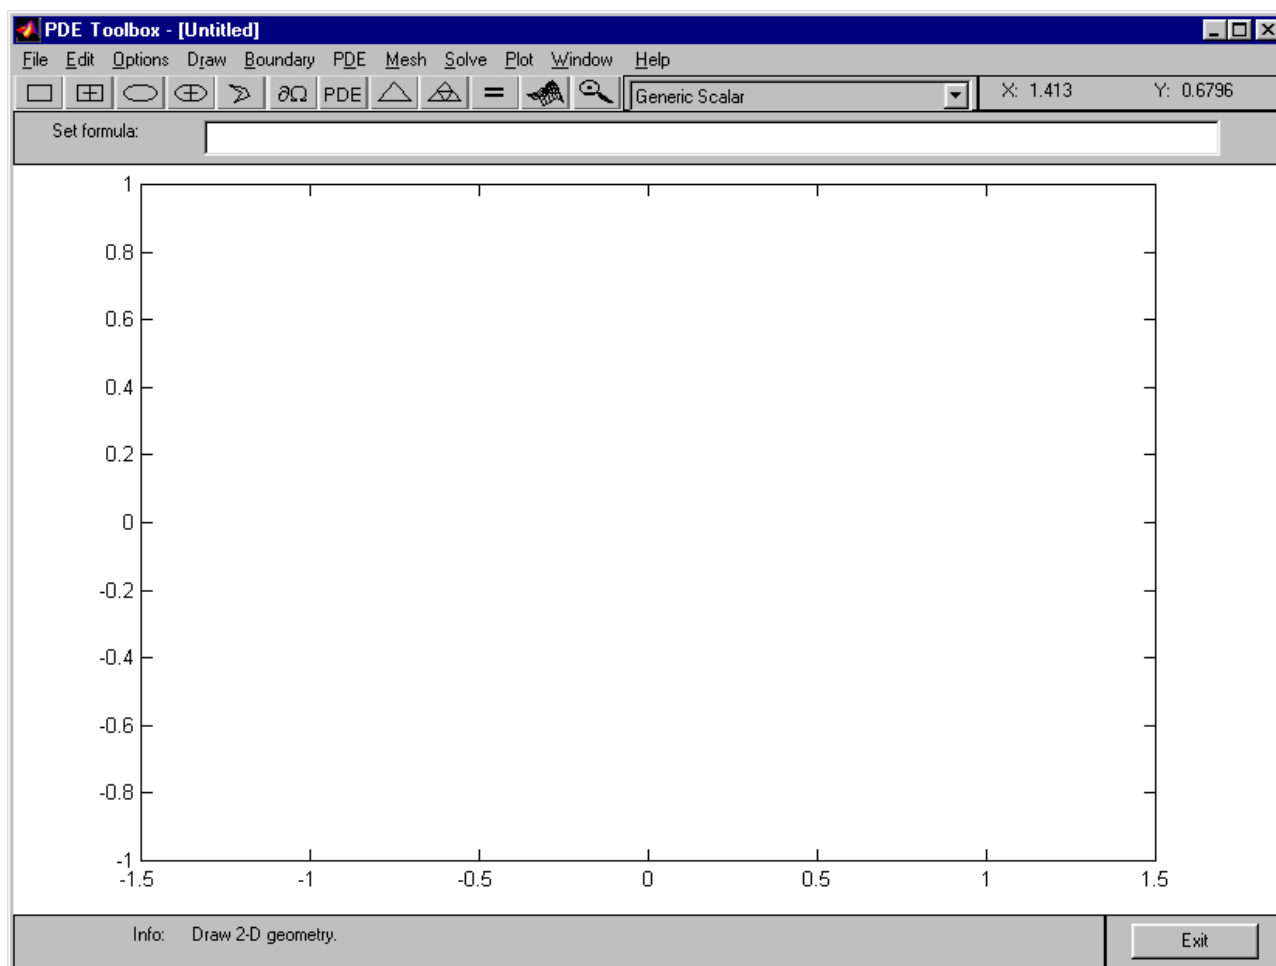 PDE Toolbox - [Untitled]
File Edit Options Draw Boundary PDE Mesh Solve Plot Window Help
∂Ω PDE = Generic Scalar X: 1.413 Y: 0.6796
Set formula:
1
0.8
0.6
0.4
0.2
0
-0.2
-0.4
-0.6
-0.8
-1
-1.5 -1 -0.5 0 0.5 1 1.5
Info: Draw 2-D geometry. Exit